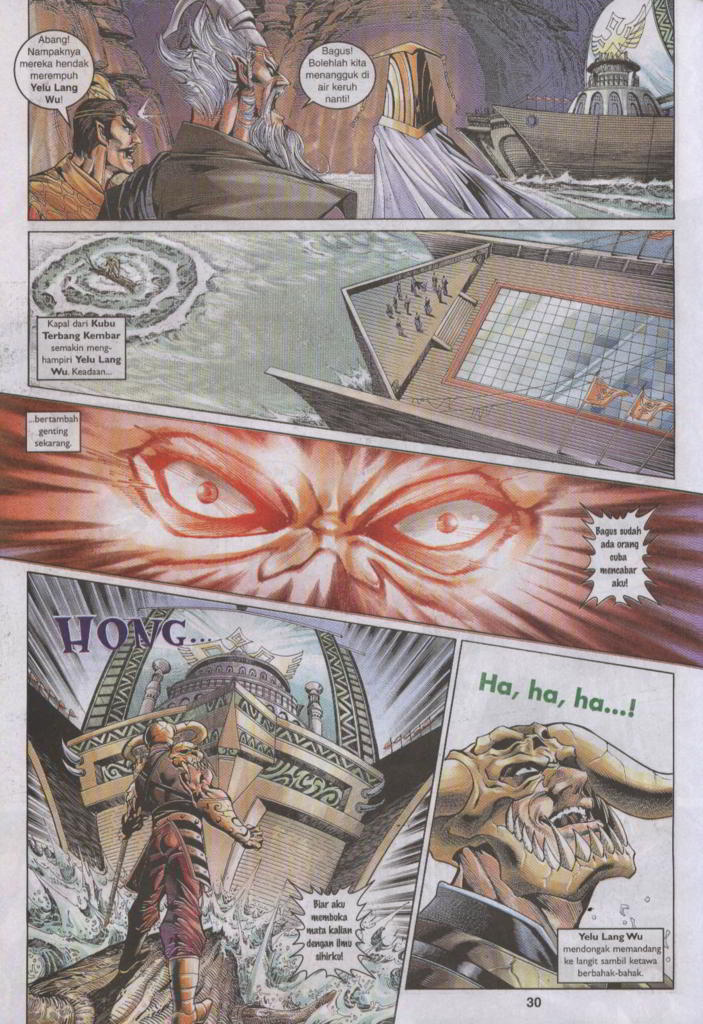 Abang!
Nampaknya
mereka hendak
merempuh
Yelu Lang
Wu!
Bagus!
Bolehlah kita
menangguk di
air keruh
nanti!
Kapal dari Kubu
Terbang Kembar
semakin meng-
hampiri Yelu Lang
Wu. Keadaan...
...bertambah
genting
sekarang.
Bagus sudah
ada orang
cuba
mencabar
aku!
HONG...
Ha, ha, ha...!
Biar aku
membuka
mata kalian
dengan ilmu
sihirku!
Yelu Lang Wu
mendongak memandang
ke langit sambil ketawa
berbahak-bahak.
30